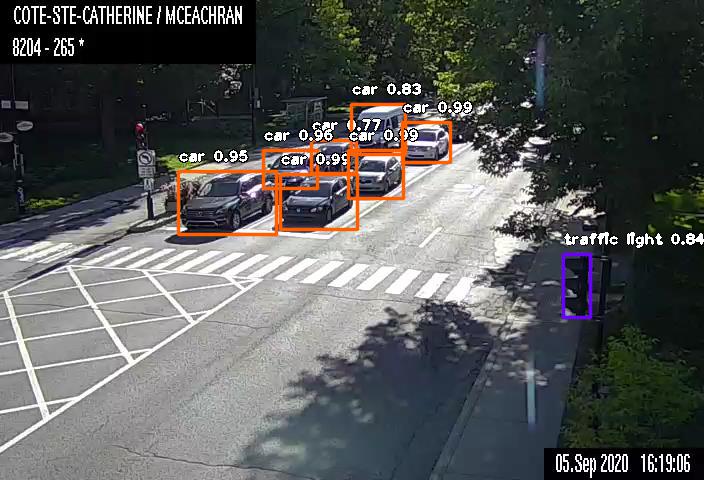 COTE-STE-CATHERINE / MCEACHRAN
8204 - 265 *
car 0.83
car 0.99
car 0.77
car 0.96
car 0.99
car 0.95
car 0.99
traffic light 0.84
05.Sep 2020 16:19:06